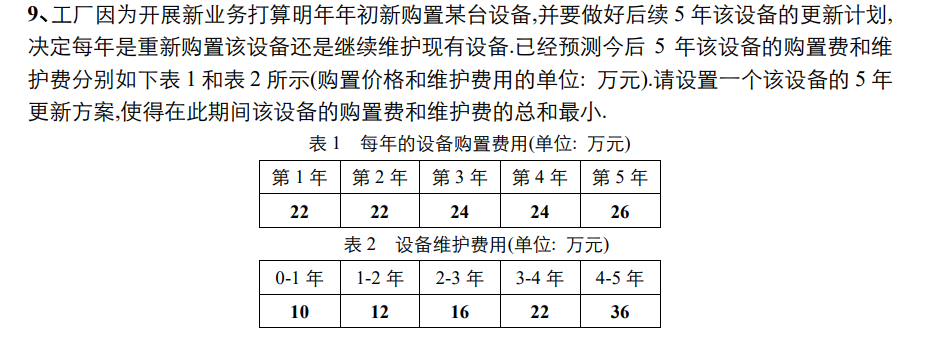 9、工厂因为开展新业务打算明年年初新购置某台设备,并要做好后续 5 年该设备的更新计划,
决定每年是重新购置该设备还是继续维护现有设备.已经预测今后 5 年该设备的购置费和维
护费分别如下表 1 和表 2 所示(购置价格和维护费用的单位: 万元).请设置一个该设备的 5 年
更新方案,使得在此期间该设备的购置费和维护费的总和最小.
表 1 每年的设备购置费用(单位: 万元)
第 1 年 第 2 年 第 3 年 第 4 年 第 5 年
22 22 24 24 26
表 2 设备维护费用(单位: 万元)
0-1 年 1-2 年 2-3 年 3-4 年 4-5 年
10 12 16 22 36